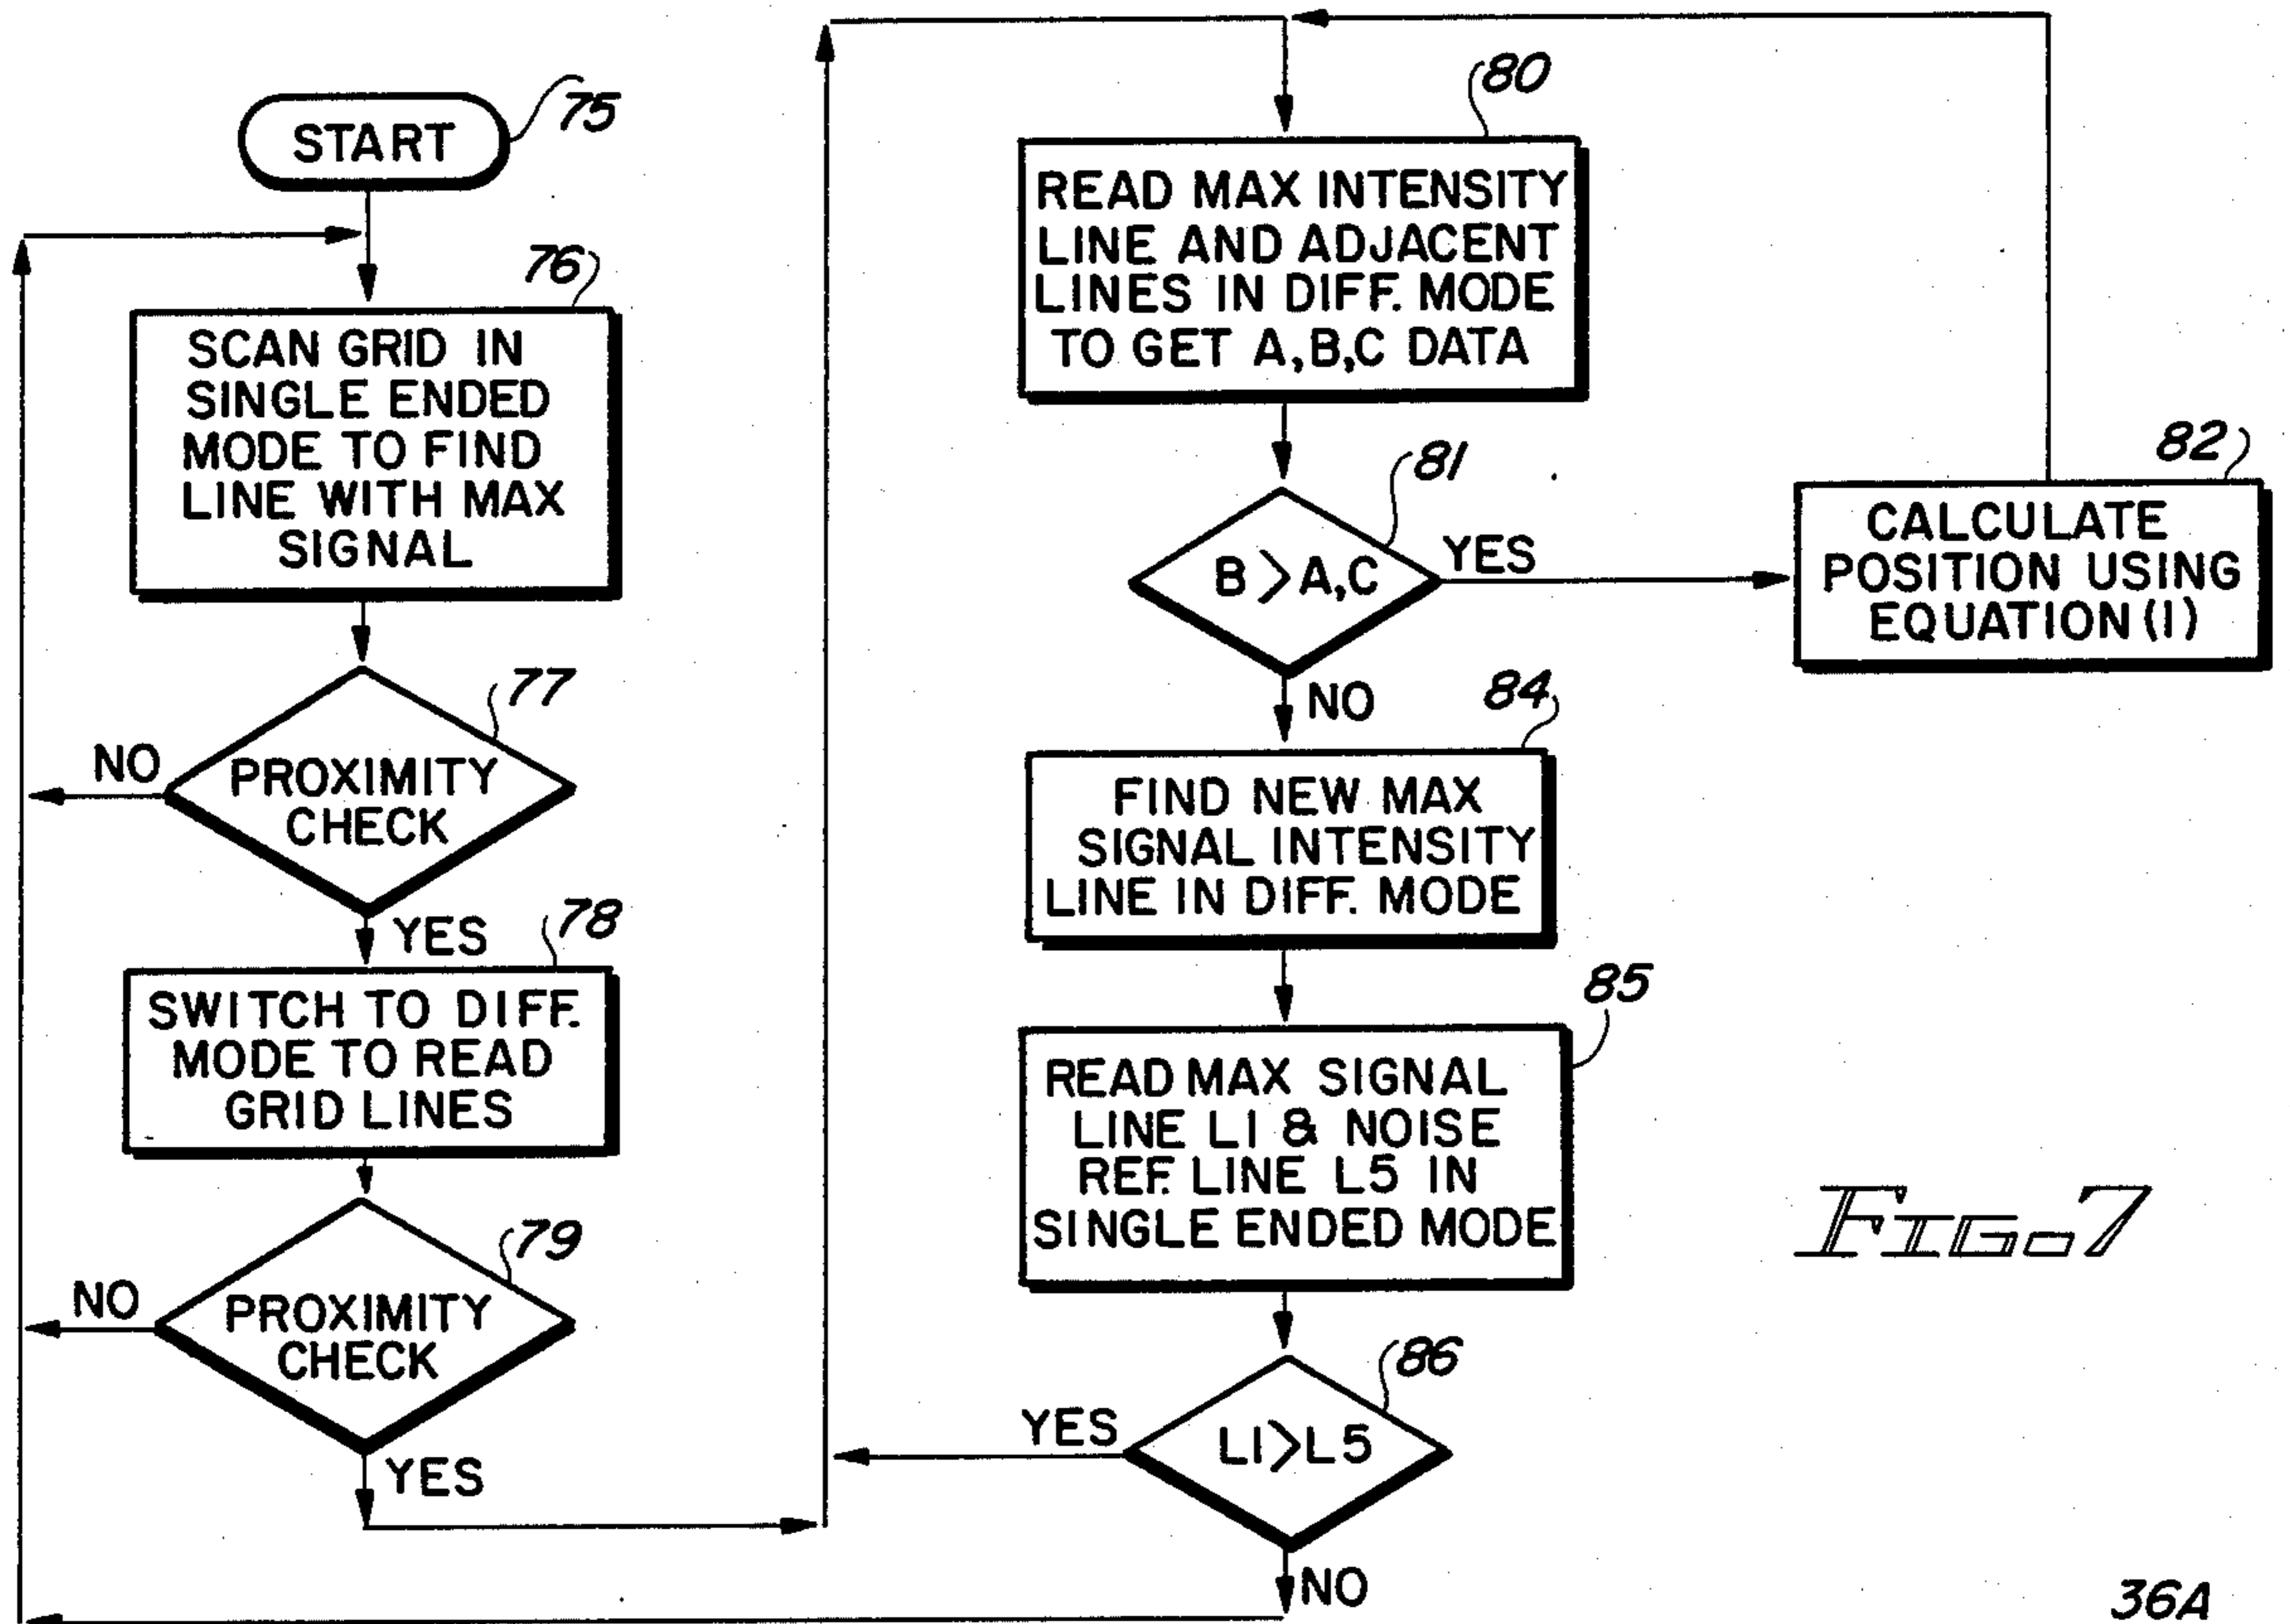 START
75
76
SCAN GRID IN
SINGLE ENDED
MODE TO FIND
LINE WITH MAX
SIGNAL
77
NO
PROXIMITY
CHECK
YES
78
SWITCH TO DIFF.
MODE TO READ
GRID LINES
79
NO
PROXIMITY
CHECK
YES
80
READ MAX INTENSITY
LINE AND ADJACENT
LINES IN DIFF. MODE
TO GET A,B,C DATA
81
B>A,C
YES
82
CALCULATE
POSITION USING
EQUATION (1)
NO
84
FIND NEW MAX
SIGNAL INTENSITY
LINE IN DIFF. MODE
85
READ MAX SIGNAL
LINE L1 & NOISE
REF. LINE L5 IN
SINGLE ENDED MODE
86
YES
L1>L5
NO
FIG. 7
36A